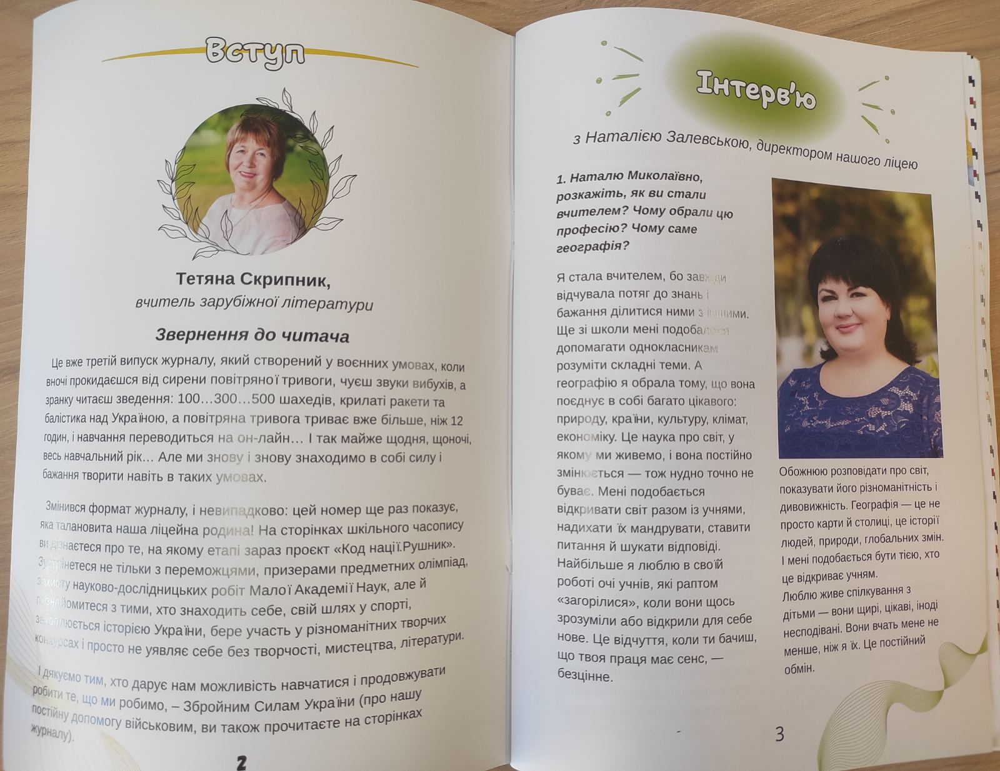 Вступ
Тетяна Скрипник,
вчитель зарубіжної літератури
Звернення до читача
Це вже третій випуск журналу, який створений у воєнних умовах, коли
вночі прокидаєшся від сирени повітряної тривоги, чуєш звуки вибухів, а
зранку читаєш зведення: 100…300…500 шахедів, крилаті ракети та
балістика над Україною, а повітряна тривога триває вже більше, ніж 12
годин, і навчання переводиться на он-лайн… І так майже щодня, щоночі,
весь навчальний рік… Але ми знову і знову знаходимо в собі силу і
бажання творити навіть в таких умовах.
Змінився формат журналу, і невипадково: цей номер ще раз показує,
яка талановита наша ліцейна родина! На сторінках шкільного часопису
ви дізнаєтеся про те, на якому етапі зараз проєкт «Код нації.Рушник».
Зустрінетеся не тільки з переможцями, призерами предметних олімпіад,
захисту науково-дослідницьких робіт Малої Академії Наук, але й
познайомитеся з тими, хто знаходить себе, свій шлях у спорті,
захоплюється історією України, бере участь у різноманітних творчих
конкурсах і просто не уявляє себе без творчості, мистецтва, літератури.
І дякуємо тим, хто дарує нам можливість навчатися і продовжувати
робити те, що ми робимо, – Збройним Силам України (про нашу
постійну допомогу військовим, ви також прочитаєте на сторінках
журналу).
2
Інтерв'ю
з Наталією Залевською, директором нашого ліцею
1. Наталю Миколаївно,
розкажіть, як ви стали
вчителем? Чому обрали цю
професію? Чому саме
географія?
Я стала вчителем, бо завжди
відчувала потяг до знань і
бажання ділитися ними з іншими.
Ще зі школи мені подобалося
допомагати однокласникам
розуміти складні теми. А
географію я обрала тому, що вона
поєднує в собі багато цікавого:
природу, країни, культуру, клімат,
економіку. Це наука про світ, у
якому ми живемо, і вона постійно
змінюється — тож нудно точно не
буває. Мені подобається
відкривати світ разом із учнями,
надихати їх мандрувати, ставити
питання й шукати відповіді.
Найбільше я люблю в своїй
роботі очі учнів, які раптом
«загорілися», коли вони щось
зрозуміли або відкрили для себе
нове. Це відчуття, коли ти бачиш,
що твоя праця має сенс, —
безцінне.
Обожнюю розповідати про світ,
показувати його різноманітність і
дивовижність. Географія — це не
просто карти й столиці, це історії
людей, природи, глобальних змін.
І мені подобається бути тією, хто
це відкриває учням.
Люблю живе спілкування з
дітьми — вони щирі, цікаві, іноді
несподівані. Вони вчать мене не
менше, ніж я їх. Це постійний
обмін.
3